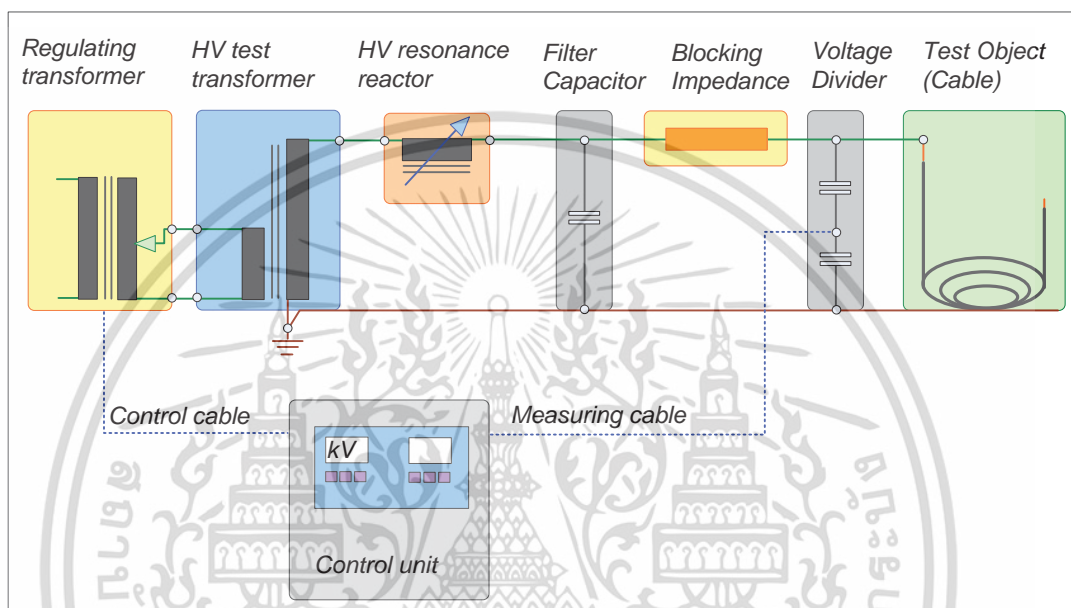 Regulating
transformer
HV test
transformer
HV resonance
reactor
Filter
Capacitor
Blocking
Impedance
Voltage
Divider
Test Object
(Cable)
Control cable
Measuring cable
kV
Control unit